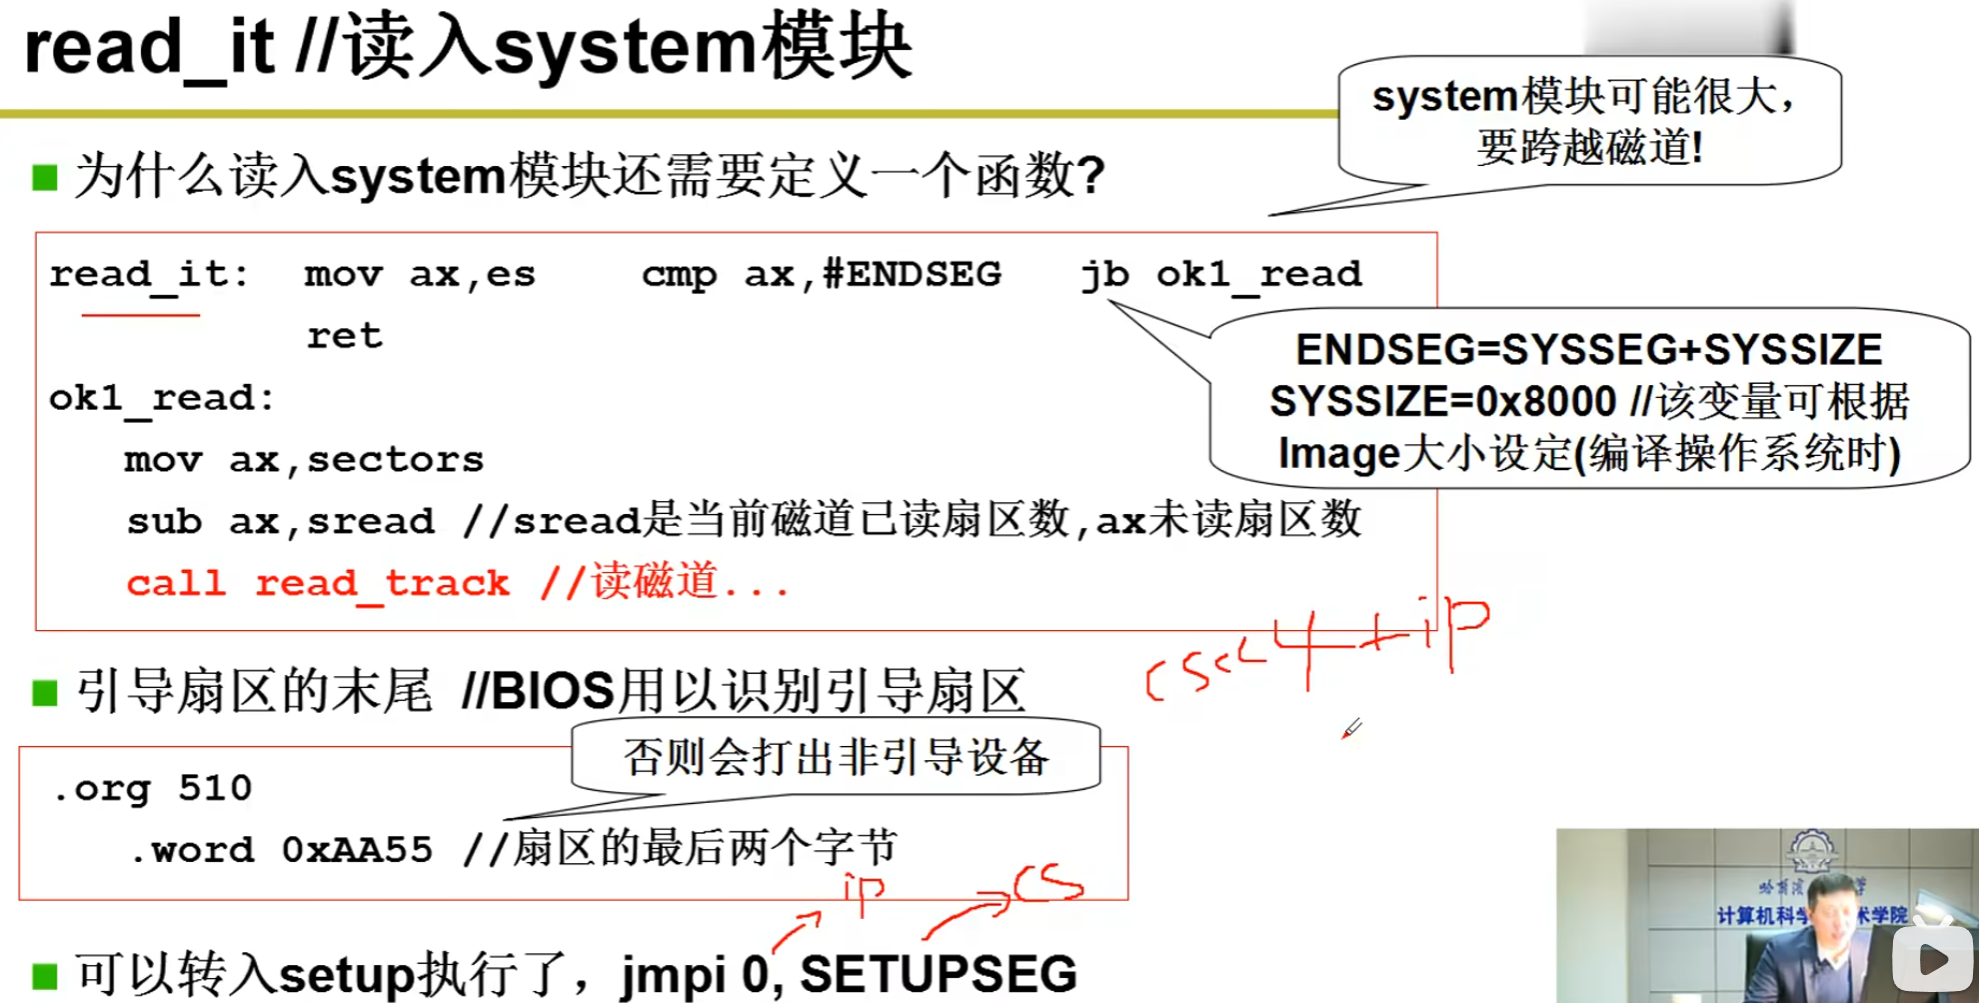 read_it //读入system模块
system模块可能很大，
要跨越磁道!
为什么读入system模块还需要定义一个函数?
read_it: mov ax,es cmp ax,#ENDSEG jb ok1_read
ret
ENDSEG=SYSSEG+SYSSIZE
SYSSIZE=0x8000 //该变量可根据
Image大小设定(编译操作系统时)
ok1_read:
mov ax,sectors
sub ax,sread //sread是当前磁道已读扇区数,ax未读扇区数
call read_track //读磁道...
cs<<4+ip
引导扇区的末尾 //BIOS用以识别引导扇区
否则会打出非引导设备
.org 510
.word 0xAA55 //扇区的最后两个字节
ip
cs
可以转入setup执行了，jmpi 0, SETUPSEG
计算机科学
术学院